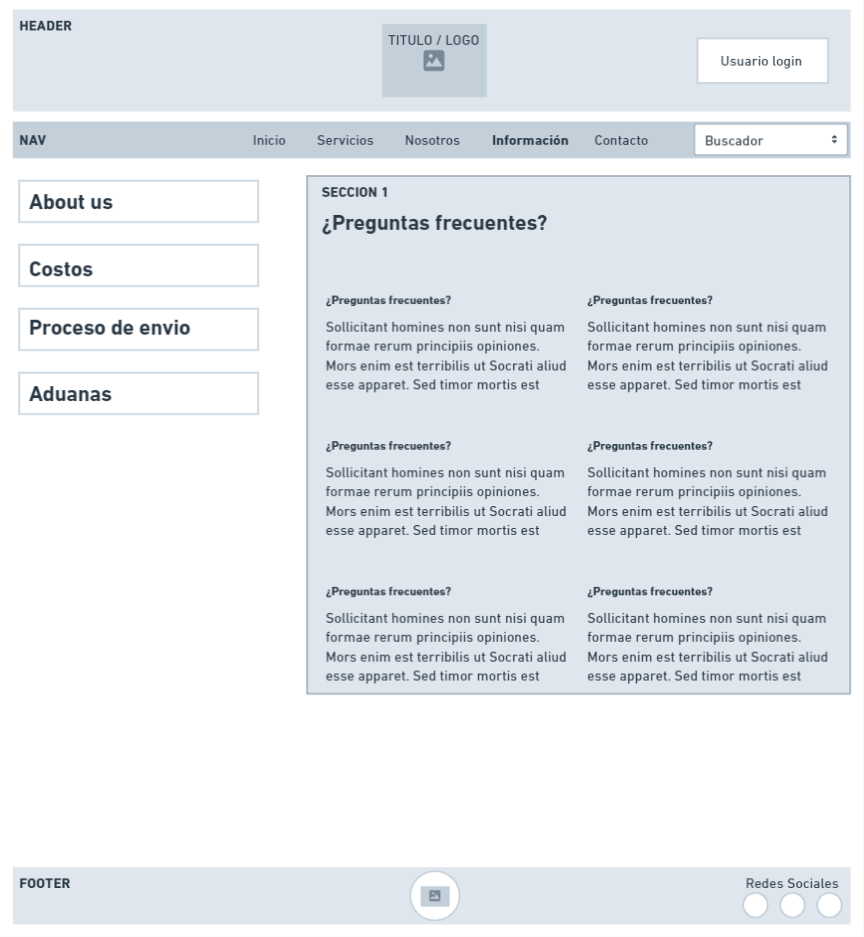 HEADER
TITULO / LOGO
Usuario login
NAV
Inicio
Servicios
Nosotros
Información
Contacto
Buscador
About us
Costos
Proceso de envio
Aduanas
SECCION 1
¿Preguntas frecuentes?
¿Preguntas frecuentes?
Sollicitant homines non sunt nisi quam
formae rerum principiis opiniones.
Mors enim est terribilis ut Socrati aliud
esse apparet. Sed timor mortis est
¿Preguntas frecuentes?
Sollicitant homines non sunt nisi quam
formae rerum principiis opiniones.
Mors enim est terribilis ut Socrati aliud
esse apparet. Sed timor mortis est
¿Preguntas frecuentes?
Sollicitant homines non sunt nisi quam
formae rerum principiis opiniones.
Mors enim est terribilis ut Socrati aliud
esse apparet. Sed timor mortis est
¿Preguntas frecuentes?
Sollicitant homines non sunt nisi quam
formae rerum principiis opiniones.
Mors enim est terribilis ut Socrati aliud
esse apparet. Sed timor mortis est
¿Preguntas frecuentes?
Sollicitant homines non sunt nisi quam
formae rerum principiis opiniones.
Mors enim est terribilis ut Socrati aliud
esse apparet. Sed timor mortis est
¿Preguntas frecuentes?
Sollicitant homines non sunt nisi quam
formae rerum principiis opiniones.
Mors enim est terribilis ut Socrati aliud
esse apparet. Sed timor mortis est
FOOTER
Redes Sociales